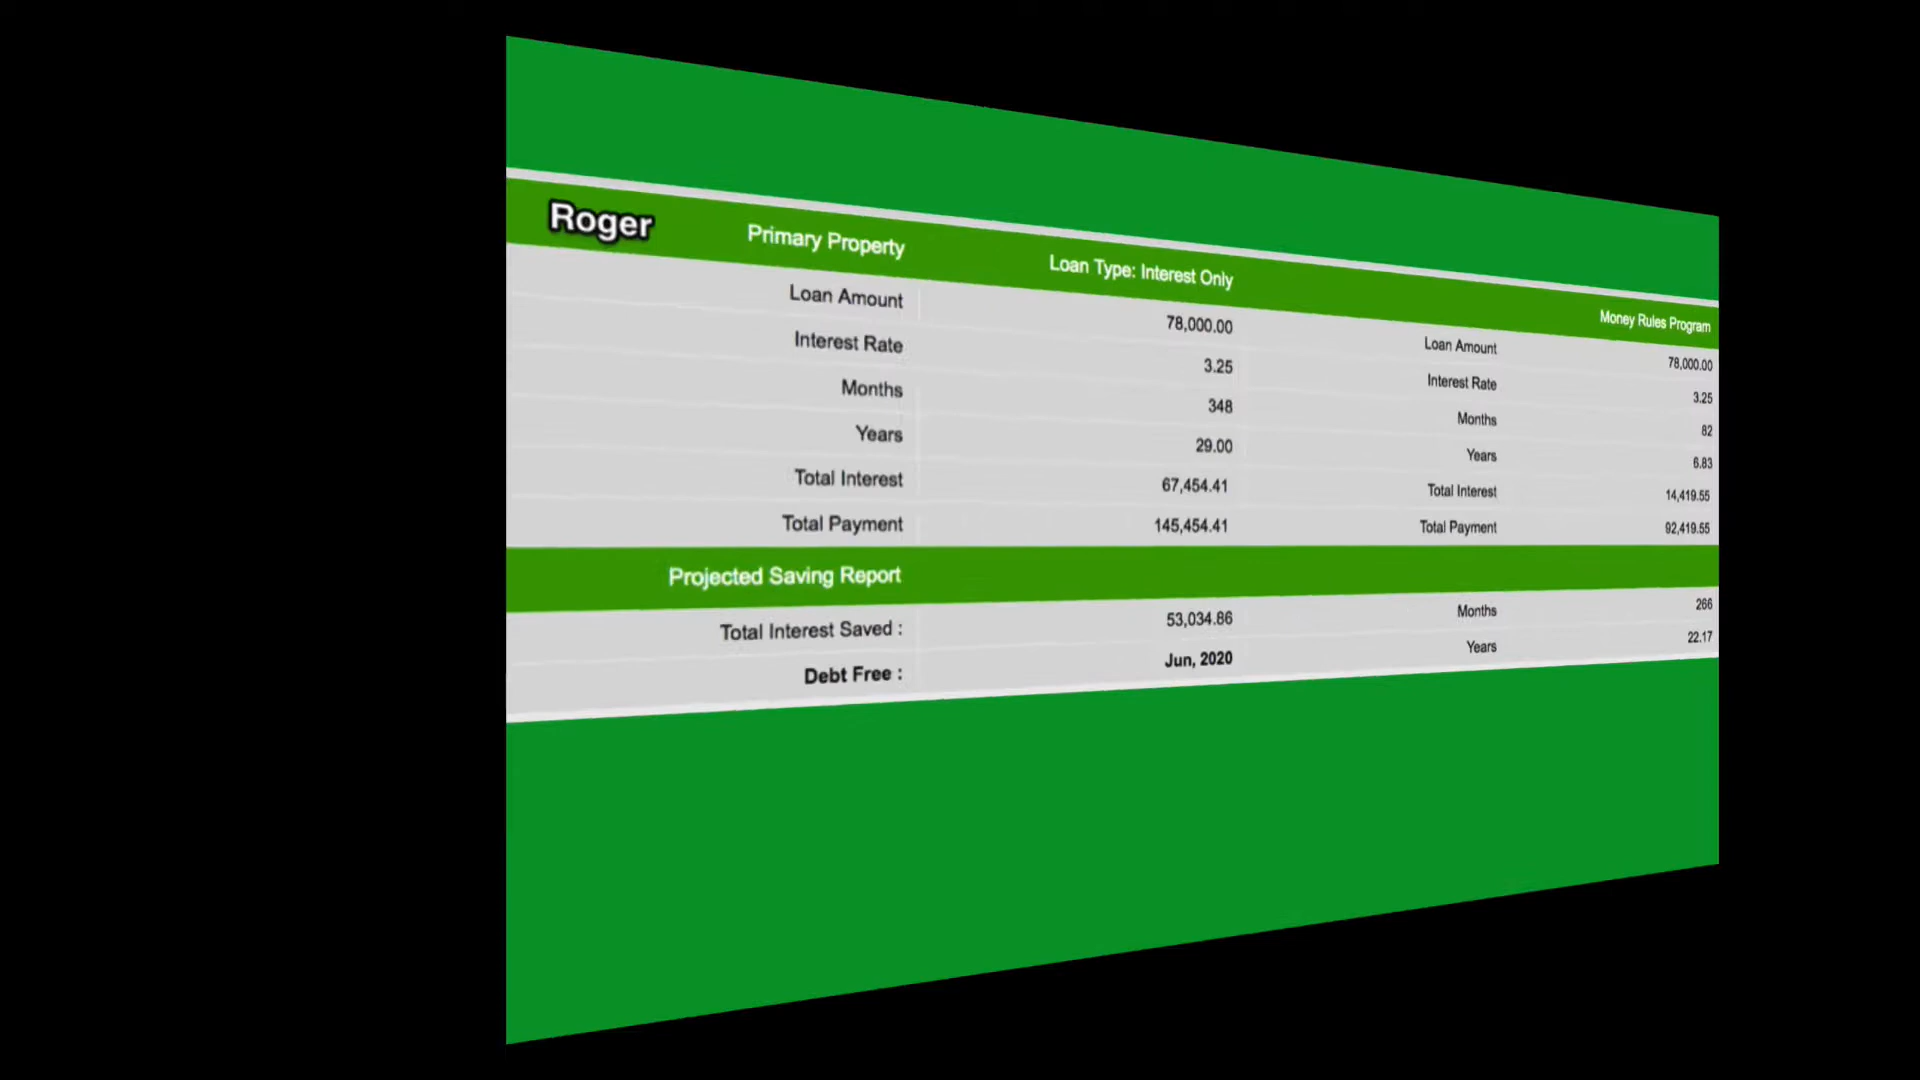 Roger Primary Property Loan Type: Interest Only Money Rules Program
Loan Amount 78,000.00 Loan Amount 78,000.00
Interest Rate 3.25 Interest Rate 3.25
Months 348 Months 82
Years 29.00 Years 6.83
Total Interest 67,454.41 Total Interest 14,419.55
Total Payment 145,454.41 Total Payment 92,419.55
Projected Saving Report
Total Interest Saved : 53,034.86 Months 266
Debt Free : Jun, 2020 Years 22.17